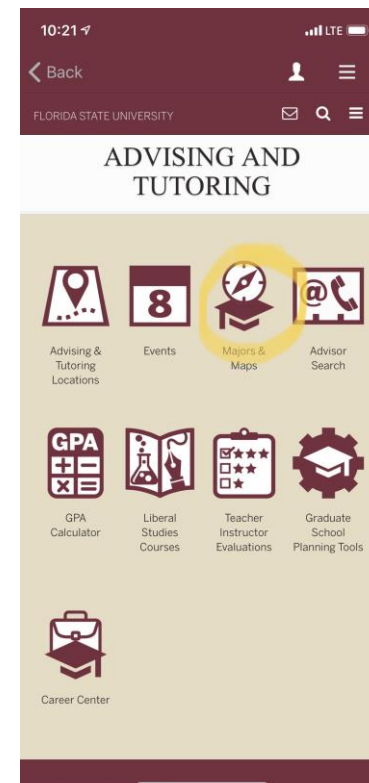 10:21
LTE
Back
FLORIDA STATE UNIVERSITY
ADVISING AND
TUTORING
8
@
Advising &
Tutoring
Locations
Events
Majors &
Maps
Advisor
Search
GPA
GPA
Calculator
Liberal
Studies
Courses
Teacher
Instructor
Evaluations
Graduate
School
Planning Tools
Career Center